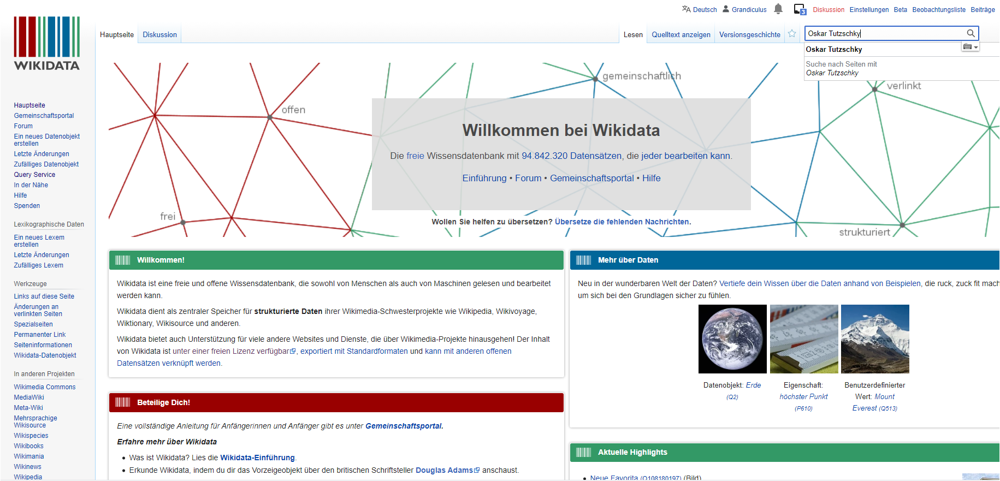 Deutsch Grandiculus 3 Diskussion Einstellungen Beta Beobachtungsliste Beiträge
WIKIDATA
Hauptseite Diskussion Lesen Quelltext anzeigen Versionsgeschichte
Oskar Tutzschky
Oskar Tutzschky
Suche nach Seiten mit
Oskar Tutzschky
gemeinschaftlich
verlinkt
offen
frei
strukturiert
Willkommen bei Wikidata
Die freie Wissensdatenbank mit 94.842.320 Datensätzen, die jeder bearbeiten kann.
Einführung • Forum • Gemeinschaftsportal • Hilfe
Wollen Sie helfen zu übersetzen? Übersetze die fehlenden Nachrichten.
Hauptseite
Gemeinschaftsportal
Forum
Ein neues Datenobjekt
erstellen
Letzte Änderungen
Zufälliges Datenobjekt
Query Service
In der Nähe
Hilfe
Spenden
Lexikographische Daten
Ein neues Lexem
erstellen
Letzte Änderungen
Zufälliges Lexem
Werkzeuge
Links auf diese Seite
Änderungen an
verlinkten Seiten
Spezialseiten
Permanenter Link
Seiteninformationen
Wikidata-Datenobjekt
In anderen Projekten
Wikimedia Commons
MediaWiki
Meta-Wiki
Mehrsprachige
Wikisource
Wikispecies
Wikibooks
Wikimania
Wikinews
Wikipedia
Willkommen!
Wikidata ist eine freie und offene Wissensdatenbank, die sowohl von Menschen als auch von Maschinen gelesen und bearbeitet
werden kann.
Wikidata dient als zentraler Speicher für strukturierte Daten ihrer Wikimedia-Schwesterprojekte wie Wikipedia, Wikivoyage,
Wiktionary, Wikisource und anderen.
Wikidata bietet auch Unterstützung für viele andere Websites und Dienste, die über Wikimedia-Projekte hinausgehen! Der Inhalt
von Wikidata ist unter einer freien Lizenz verfügbar, exportiert mit Standardformaten und kann mit anderen offenen
Datensätzen verknüpft werden.
Beteilige Dich!
Eine vollständige Anleitung für Anfängerinnen und Anfänger gibt es unter Gemeinschaftsportal.
Erfahre mehr über Wikidata
• Was ist Wikidata? Lies die Wikidata-Einführung.
• Erkunde Wikidata, indem du dir das Vorzeigeobjekt über den britischen Schriftsteller Douglas Adams anschaust.
Mehr über Daten
Neu in der wunderbaren Welt der Daten? Vertiefe dein Wissen über die Daten anhand von Beispielen, die ruck, zuck fit mach
um sich bei den Grundlagen sicher zu fühlen.
Datenobjekt: Erde
(Q2)
Eigenschaft:
höchster Punkt
(P610)
Benutzerdefinierter
Wert: Mount
Everest (Q513)
Aktuelle Highlights
• Neue Favorita (Q108180197) (Bild)